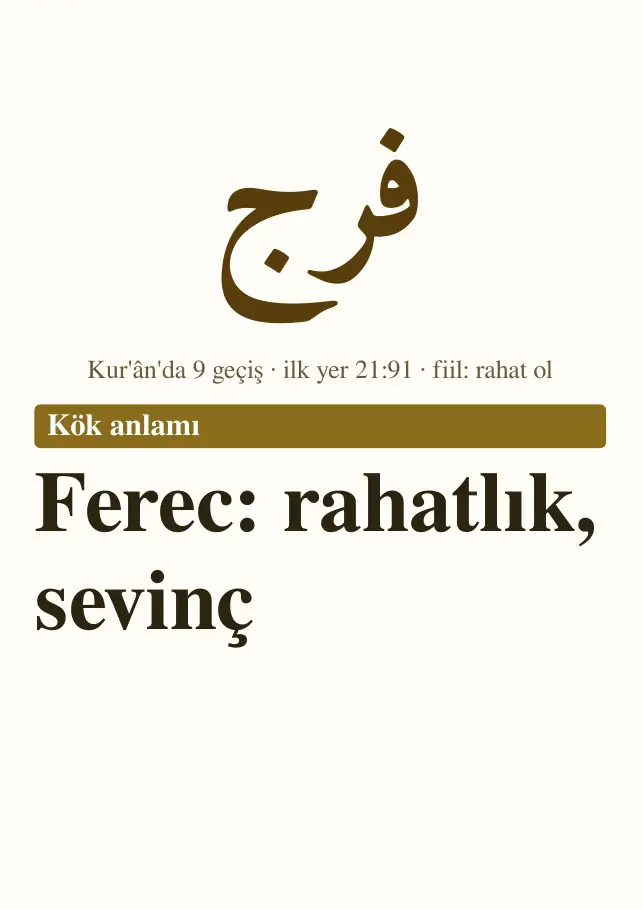 فرج
Kur'ân'da 9 geçiş · ilk yer 21:91 · fiil: rahat ol
Kök anlamı
Ferec: rahatlık,
sevinç